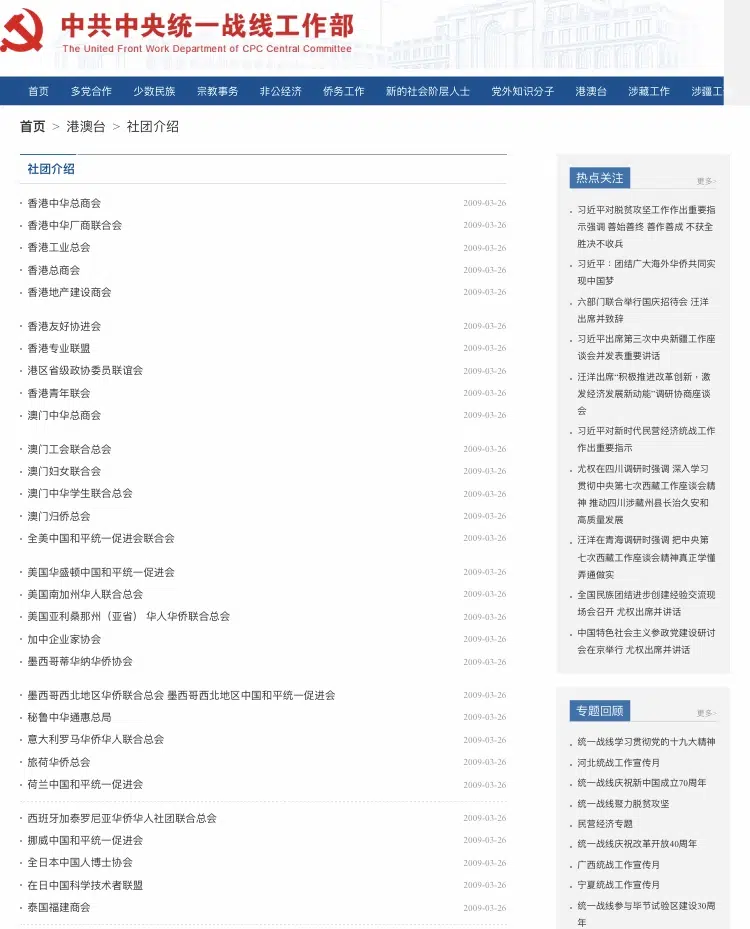 中共中央统一战线工作部
The United Front Work Department of CPC Central Committee
首页 多党合作 少数民族 宗教事务 非公经济 侨务工作 新的社会阶层人士 党外知识分子 港澳台 涉藏工作 涉疆工
首页 > 港澳台 > 社团介绍
社团介绍
· 香港中华总商会 2009-03-26
· 香港中华厂商联合会 2009-03-26
· 香港工业总会 2009-03-26
· 香港总商会 2009-03-26
· 香港地产建设商会 2009-03-26
· 香港友好协进会 2009-03-26
· 香港专业联盟 2009-03-26
· 港区省级政协委员联谊会 2009-03-26
· 香港青年联会 2009-03-26
· 澳门中华总商会 2009-03-26
· 澳门工会联合总会 2009-03-26
· 澳门妇女联合会 2009-03-26
· 澳门中华学生联合总会 2009-03-26
· 澳门归侨总会 2009-03-26
· 全美中国和平统一促进会联合会 2009-03-26
· 美国华盛顿中国和平统一促进会 2009-03-26
· 美国南加州华人联合总会 2009-03-26
· 美国亚利桑那州（亚省） 华人华侨联合总会 2009-03-26
· 加中企业家协会 2009-03-26
· 墨西哥蒂华纳华侨协会 2009-03-26
· 墨西哥西北地区华侨联合总会 墨西哥西北地区中国和平统一促进会 2009-03-26
· 秘鲁中华通惠总局 2009-03-26
· 意大利罗马华侨华人联合总会 2009-03-26
· 旅荷华侨总会 2009-03-26
· 荷兰中国和平统一促进会 2009-03-26
· 西班牙加泰罗尼亚华侨华人社团联合总会 2009-03-26
· 挪威中国和平统一促进会 2009-03-26
· 全日本中国人博士协会 2009-03-26
· 在日中国科学技术者联盟 2009-03-26
· 泰国福建商会 2009-03-26
热点关注 更多·
· 习近平对脱贫攻坚工作作出重要指
示强调 善始善终 善作善成 不获全
胜决不收兵
· 习近平：团结广大海外华侨共同实
现中国梦
· 六部门联合举行国庆招待会 汪洋
出席并致辞
· 习近平出席第三次中央新疆工作座
谈会并发表重要讲话
· 汪洋出席“积极推进改革创新，激
发经济发展新动能”调研协商座谈
会
· 习近平对新时代民营经济统战工作
作出重要指示
· 尤权在四川调研时强调 深入学习
贯彻中央第七次西藏工作座谈会精
神 推动四川涉藏州县长治久安和
高质量发展
· 汪洋在青海调研时强调 把中央第
七次西藏工作座谈会精神真正学懂
弄通做实
· 全国民族团结进步创建经验交流现
场会召开 尤权出席并讲话
· 中国特色社会主义参政党建设研讨
会在京举行 尤权出席并讲话
专题回顾 更多·
· 统一战线学习贯彻党的十九大精神
· 河北统战工作宣传月
· 统一战线庆祝新中国成立70周年
· 统一战线聚力脱贫攻坚
· 民营经济专题
· 统一战线庆祝改革开放40周年
· 广西统战工作宣传月
· 宁夏统战工作宣传月
· 统一战线参与毕节试验区建设30周
年